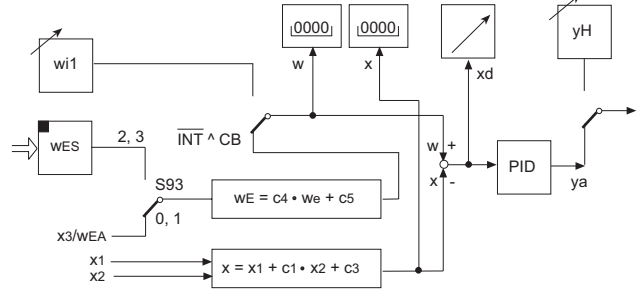 0000
0000
yH
wi1
w
x
xd
INT ^ CB
wES
2, 3
w +
x -
PID
ya
S93
0, 1
wE = c4 • we + c5
x3/wEA
x1
x2
x = x1 + c1 • x2 + c3